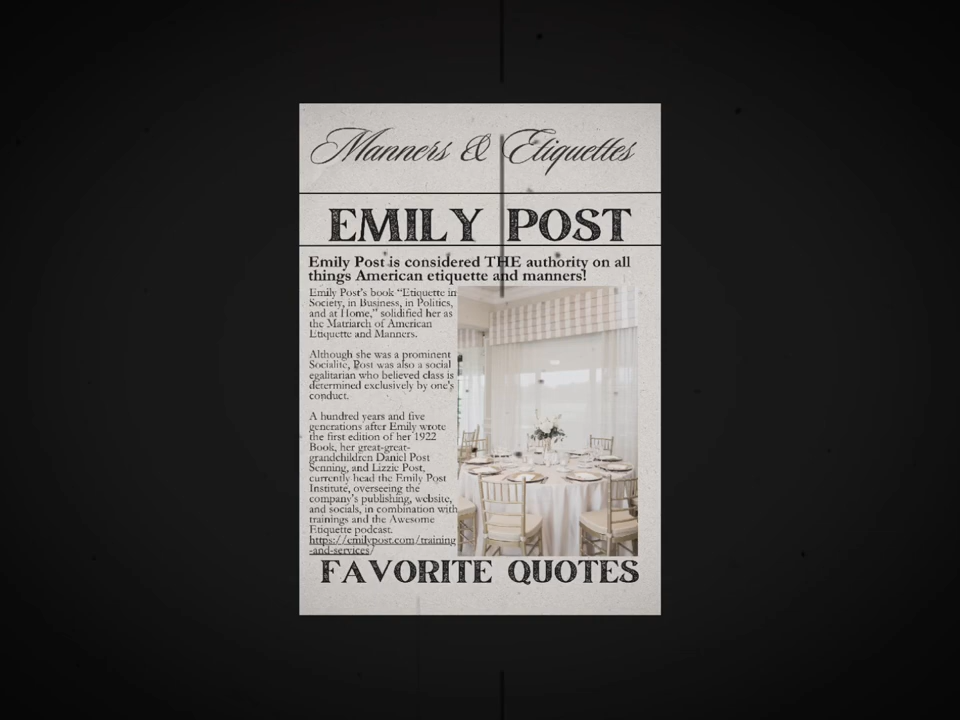 Manners & Etiquettes
EMILY POST
Emily Post is considered THE authority on all
things American etiquette and manners!
Emily Post's book "Etiquette in
Society, in Business, in Politics,
and at Home," solidified her as
the Matriarch of American
Etiquette and Manners.
Although she was a prominent
Socialite, Post was also a social
egalitarian who believed class is
determined exclusively by one's
conduct.
A hundred years and five
generations after Emily wrote
the first edition of her 1922
Book, her great-great-
grandchildren Daniel Post
Senning, and Lizzie Post,
currently head the Emily Post
Institute, overseeing the
company's publishing, website,
and socials, in combination with
trainings and the Awesome
Etiquette podcast.
https://emilypost.com/training
-and-services/
FAVORITE QUOTES